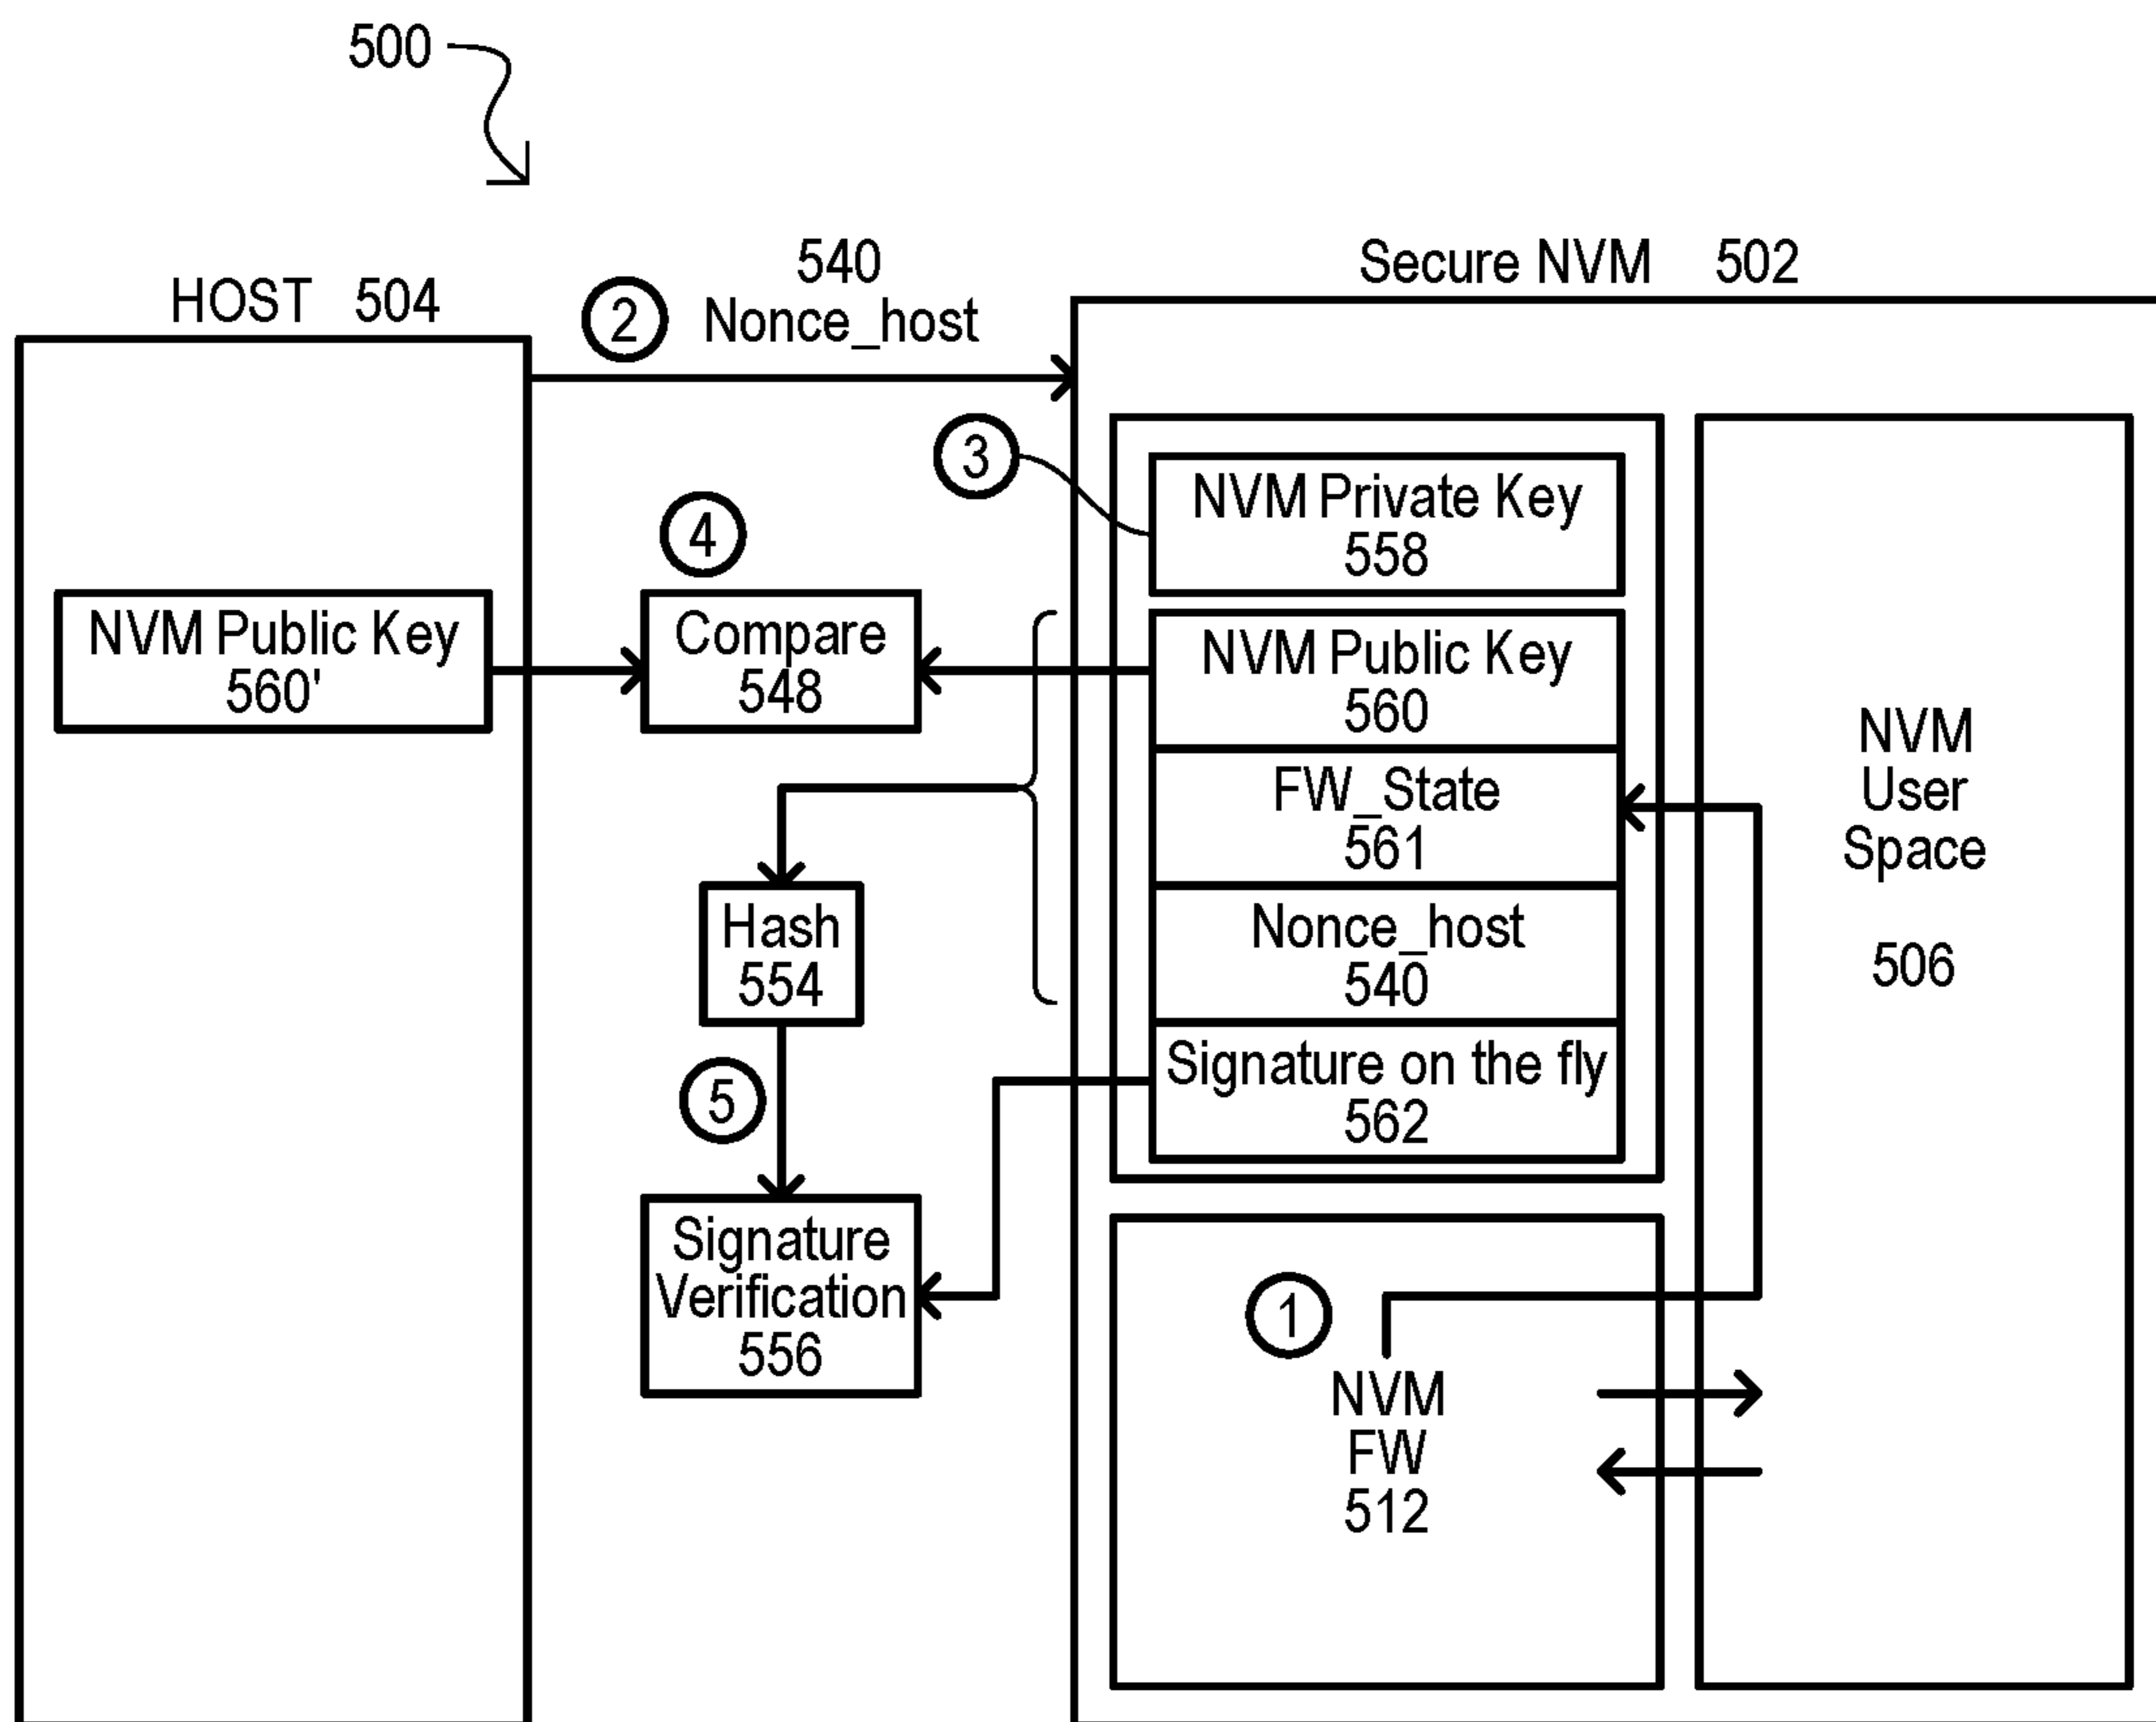 500
HOST 504
2
540
Nonce_host
Secure NVM 502
3
NVM Private Key
558
4
NVM Public Key
560'
Compare
548
NVM Public Key
560
FW_State
561
Nonce_host
540
Signature on the fly
562
Hash
554
5
Signature
Verification
556
1
NVM
FW
512
NVM
User
Space
506